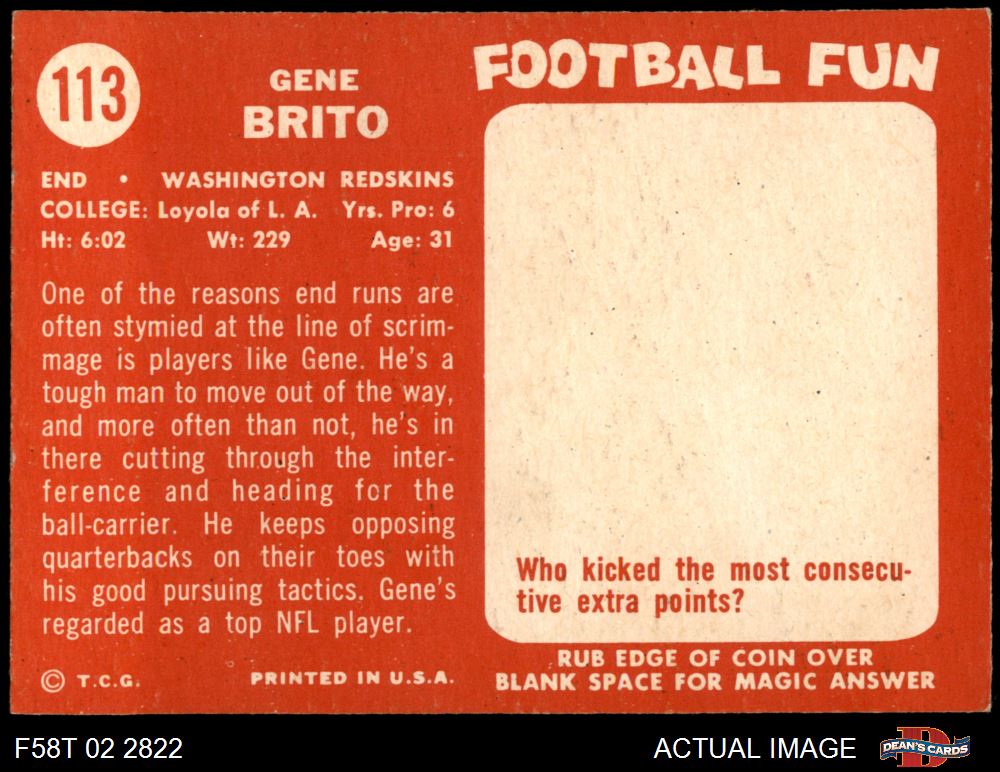 113
GENE
BRITO
END • WASHINGTON REDSKINS
COLLEGE: Loyola of L. A. Yrs. Pro: 6
Ht: 6:02 Wt: 229 Age: 31
One of the reasons end runs are
often stymied at the line of scrim-
mage is players like Gene. He's a
tough man to move out of the way,
and more often than not, he's in
there cutting through the inter-
ference and heading for the
ball-carrier. He keeps opposing
quarterbacks on their toes with
his good pursuing tactics. Gene's
regarded as a top NFL player.
© T.C.G. PRINTED IN U.S.A.
FOOTBALL FUN
Who kicked the most consecu-
tive extra points?
RUB EDGE OF COIN OVER
BLANK SPACE FOR MAGIC ANSWER
F58T 02 2822
ACTUAL IMAGE
DEAN'S CARDS